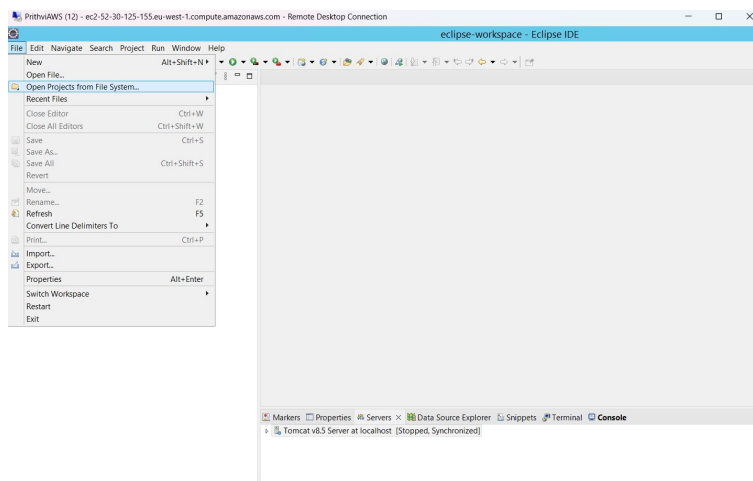 PrithviAWS (12) - ec2-52-30-125-155.eu-west-1.compute.amazonaws.com - Remote Desktop Connection
eclipse-workspace - Eclipse IDE
File Edit Navigate Search Project Run Window Help
New Alt+Shift+N
Open File...
Open Projects from File System...
Recent Files
Close Editor Ctrl+W
Close All Editors Ctrl+Shift+W
Save Ctrl+S
Save As...
Save All Ctrl+Shift+S
Revert
Move...
Rename... F2
Refresh F5
Convert Line Delimiters To
Print... Ctrl+P
Import...
Export...
Properties Alt+Enter
Switch Workspace
Restart
Exit
Markers Properties Servers Data Source Explorer Snippets Terminal Console
Tomcat v8.5 Server at localhost [Stopped, Synchronized]